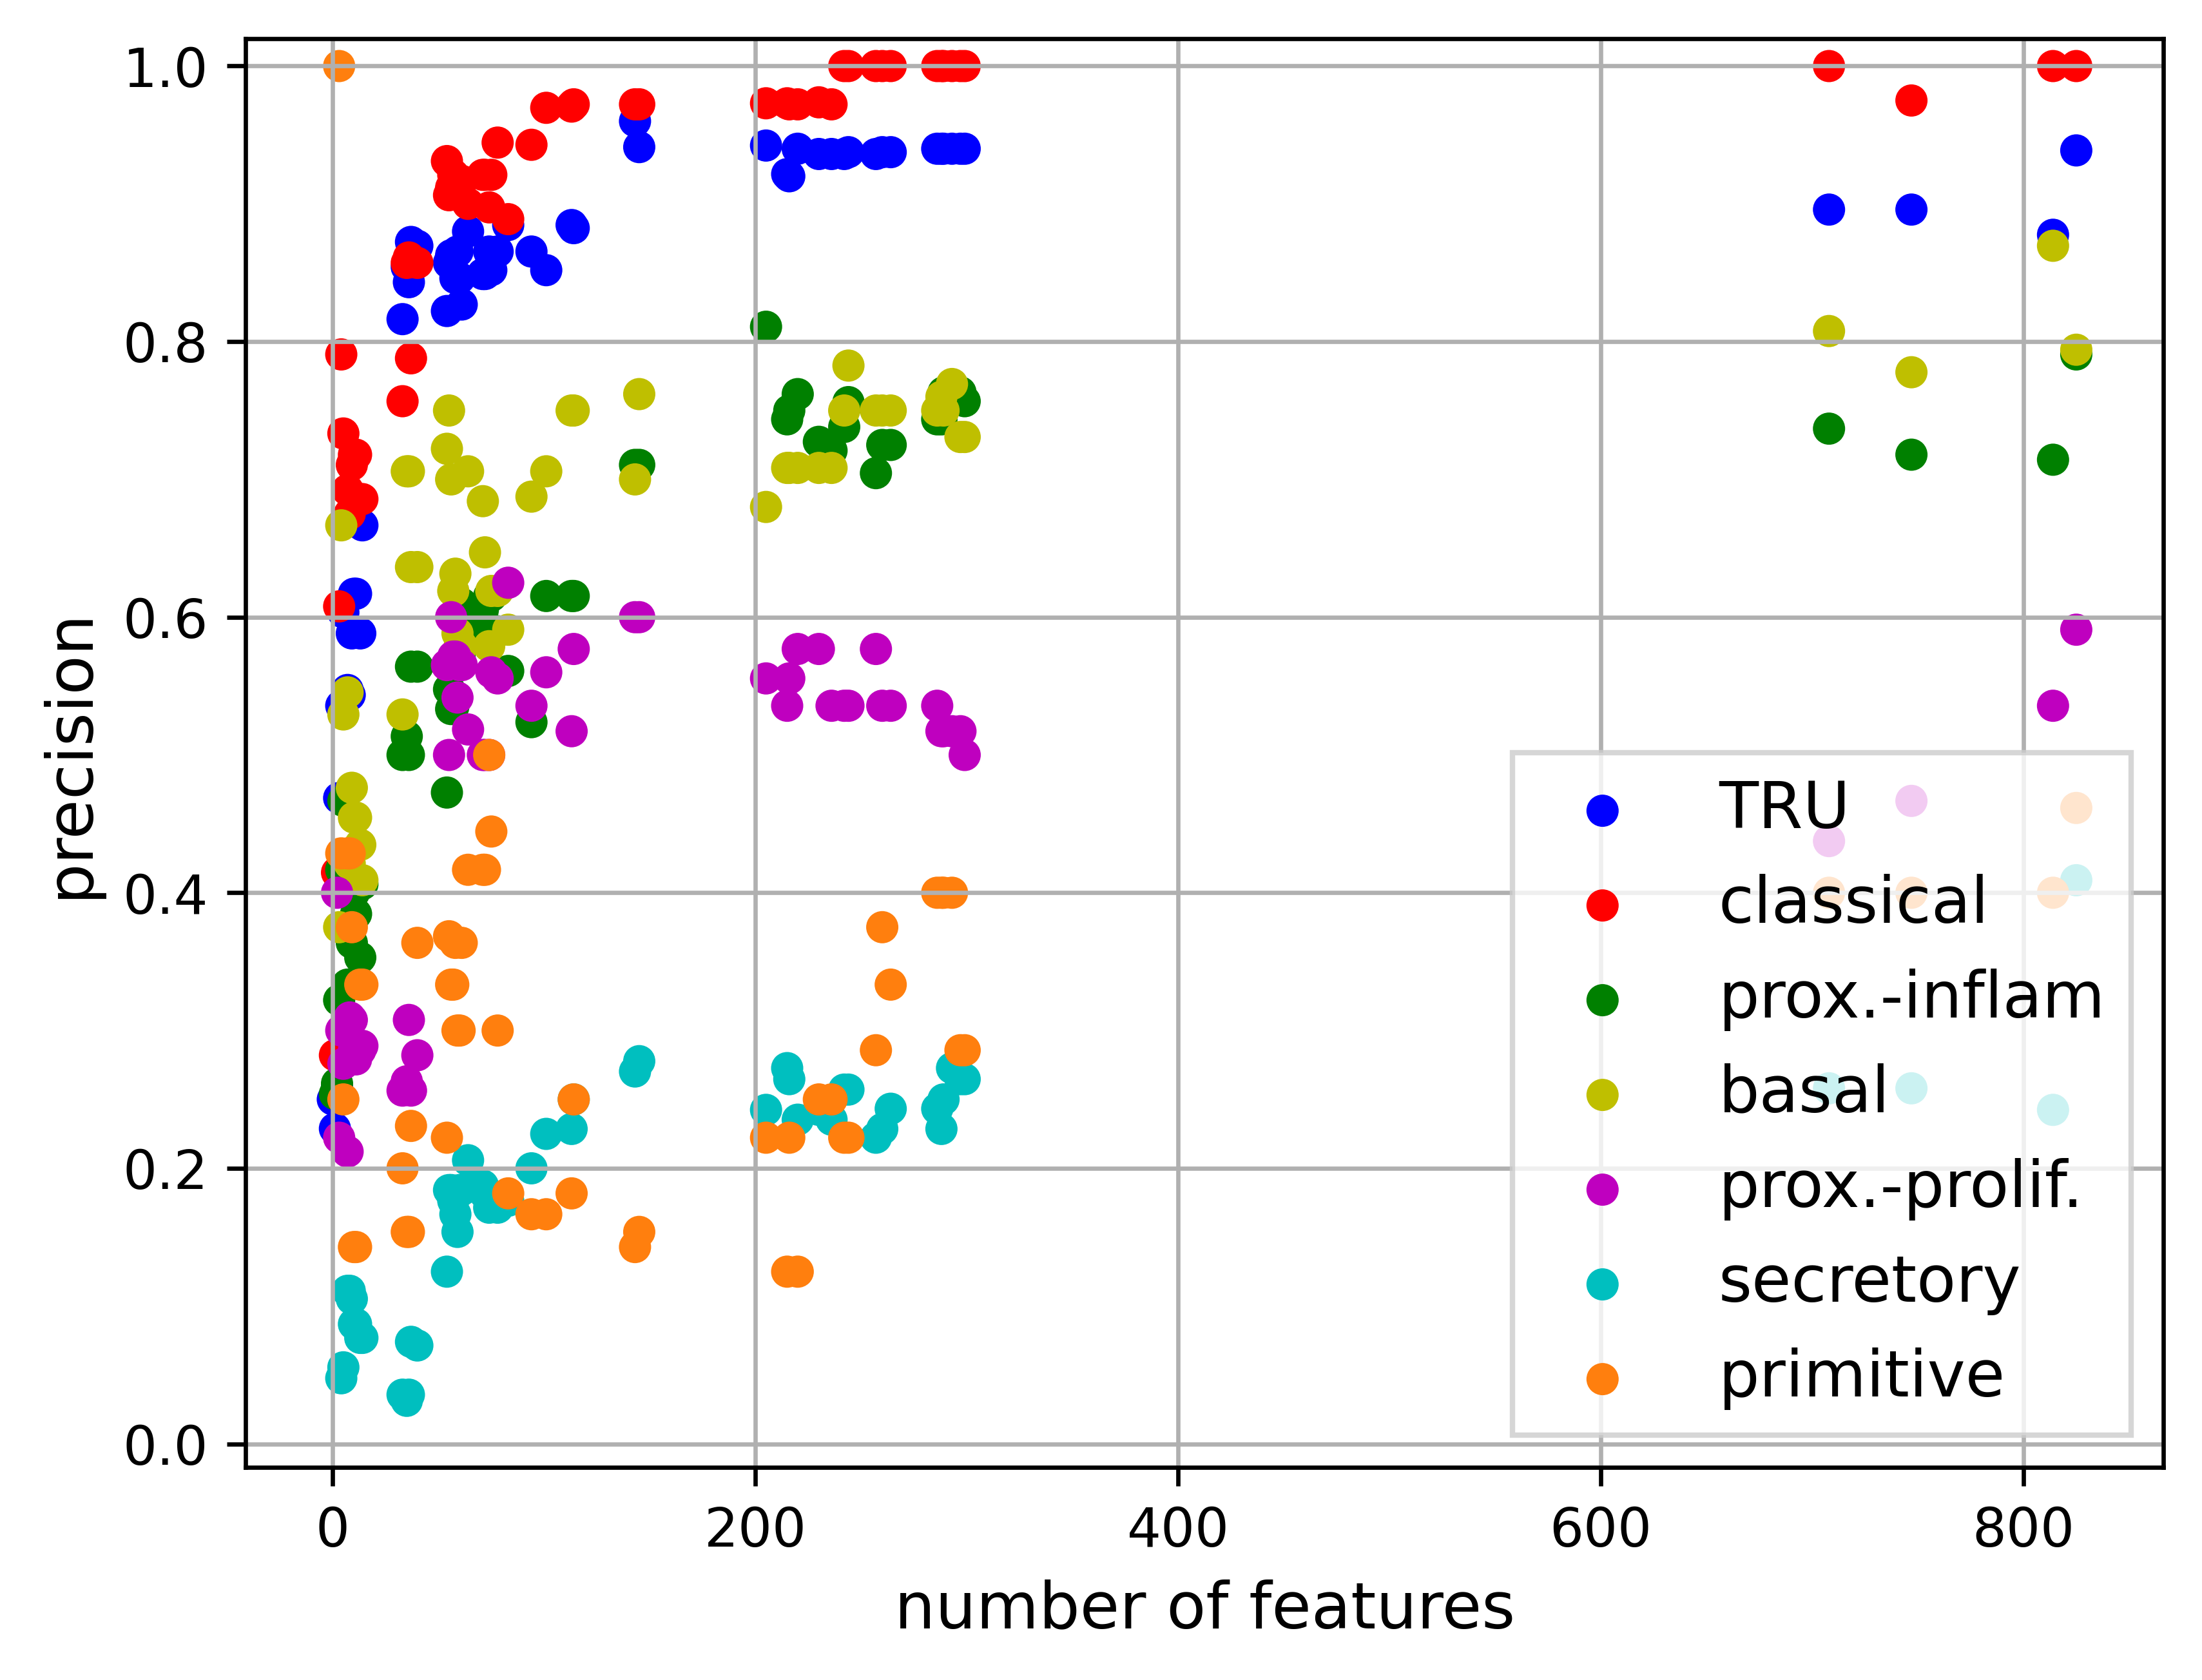 1.0
0.8
0.6
0.4
0.2
0.0
precision
0
200
400
600
800
number of features
TRU
classical
prox.-inflam
basal
prox.-prolif.
secretory
primitive